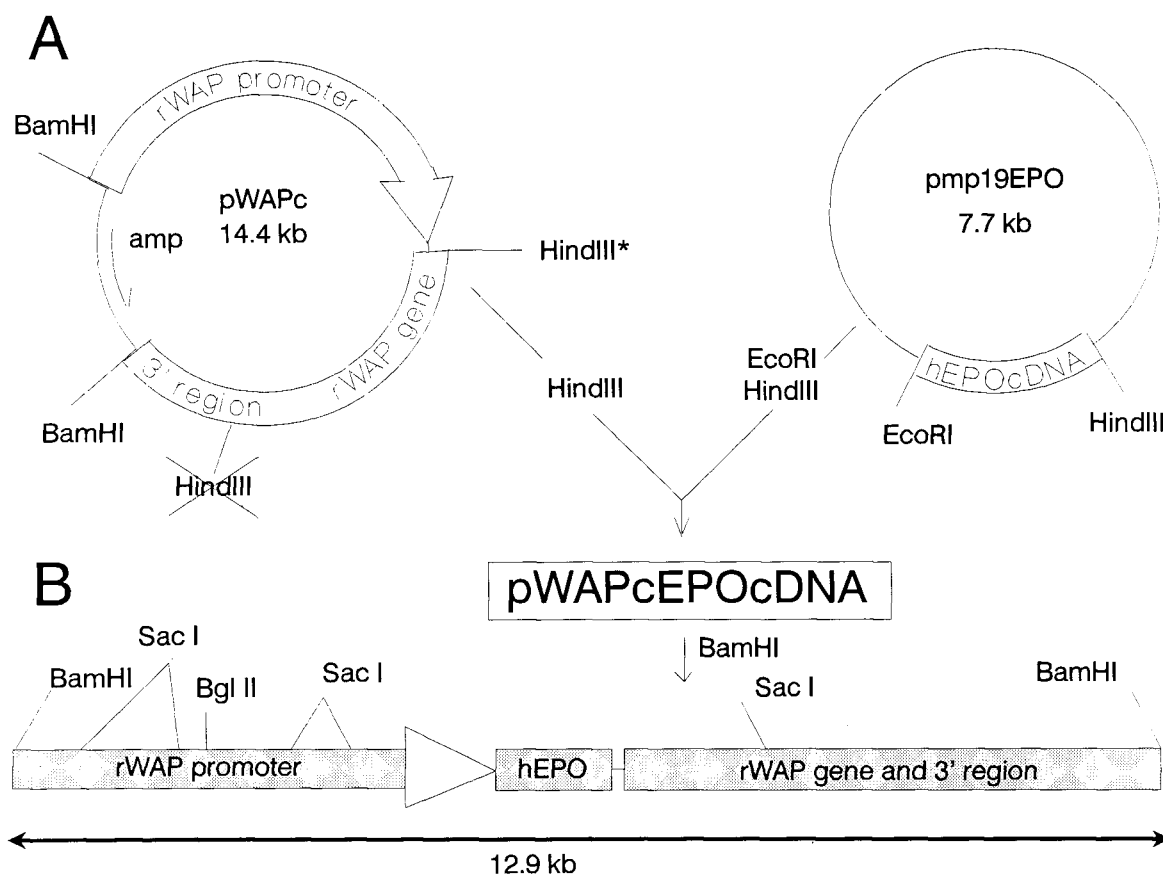 A
rWAP promoter
BamHI
pWAPc
14.4 kb
amp
HindIII*
rWAP gene
3' region
BamHI
HindIII
HindIII
pmp19EPO
7.7 kb
EcoRI
HindIII
hEPOcDNA
EcoRI
HindIII
pWAPcEPOcDNA
BamHI
B
BamHI
Sac I
Bgl II
Sac I
Sac I
BamHI
rWAP promoter
hEPO
rWAP gene and 3' region
12.9 kb